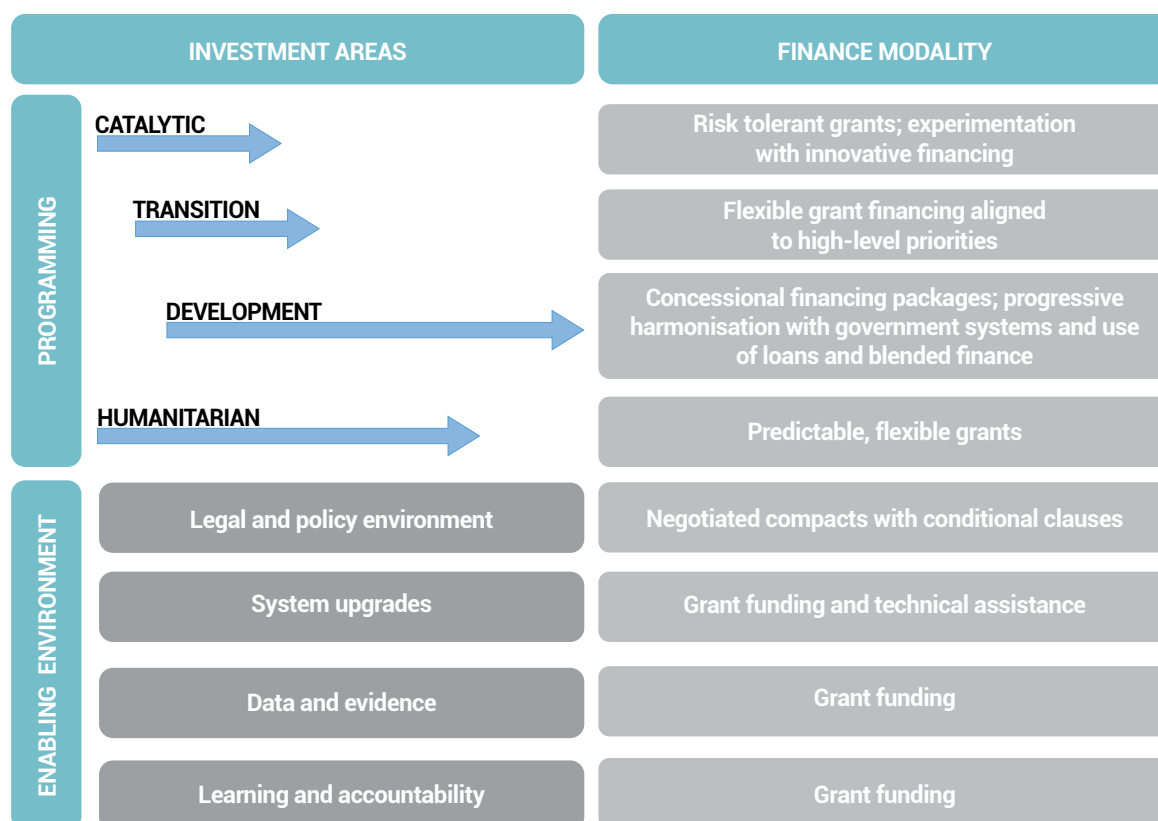 INVESTMENT AREAS
FINANCE MODALITY
PROGRAMMING
CATALYTIC
Risk tolerant grants; experimentation
with innovative financing
TRANSITION
Flexible grant financing aligned
to high-level priorities
DEVELOPMENT
Concessional financing packages; progressive
harmonisation with government systems and use
of loans and blended finance
HUMANITARIAN
Predictable, flexible grants
ENABLING ENVIRONMENT
Legal and policy environment
Negotiated compacts with conditional clauses
System upgrades
Grant funding and technical assistance
Data and evidence
Grant funding
Learning and accountability
Grant funding